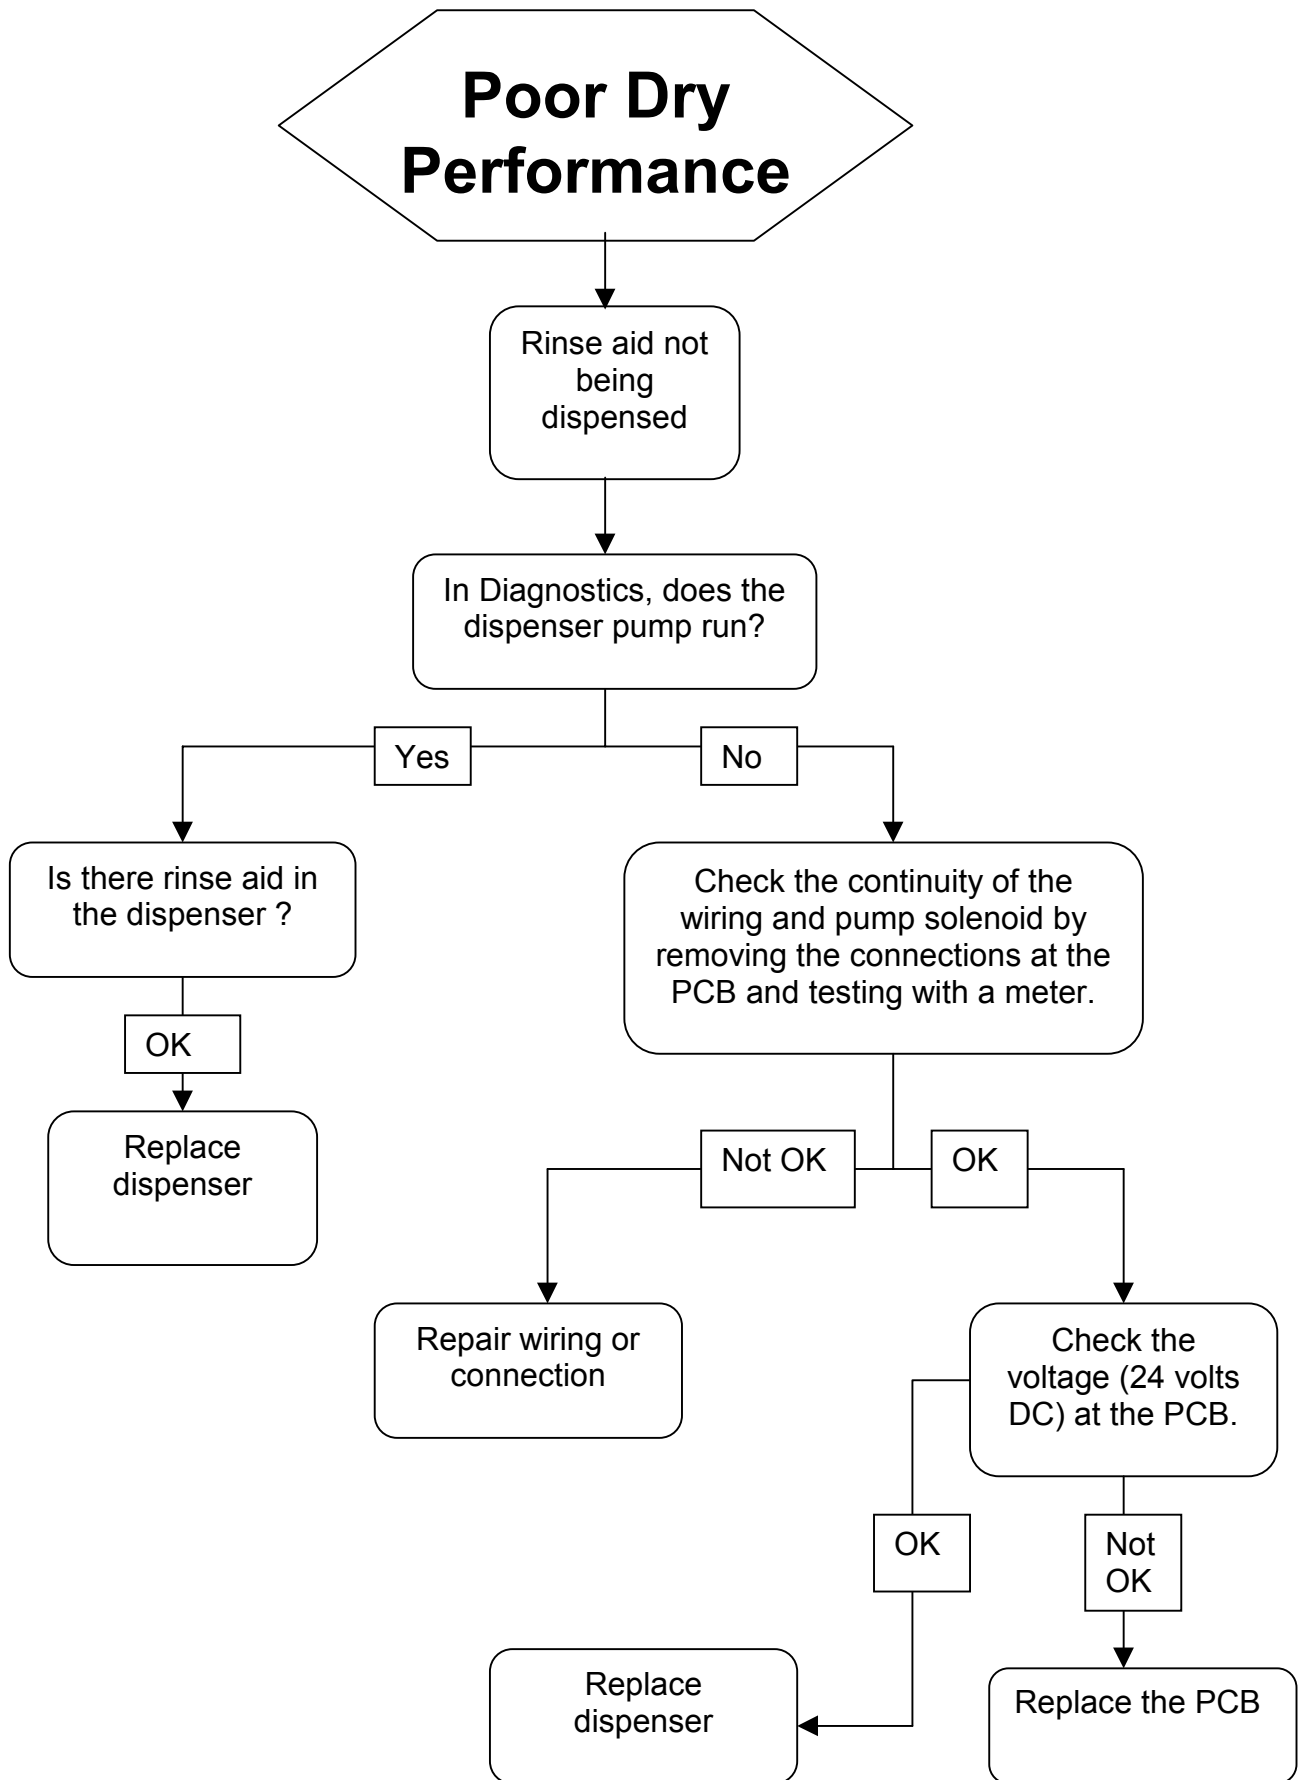 Poor Dry
Performance
Rinse aid not
being
dispensed
In Diagnostics, does the
dispenser pump run?
Yes
No
Is there rinse aid in
the dispenser ?
Check the continuity of the
wiring and pump solenoid by
removing the connections at the
PCB and testing with a meter.
OK
Replace
dispenser
Not OK
OK
Repair wiring or
connection
Check the
voltage (24 volts
DC) at the PCB.
OK
Not
OK
Replace
dispenser
Replace the PCB